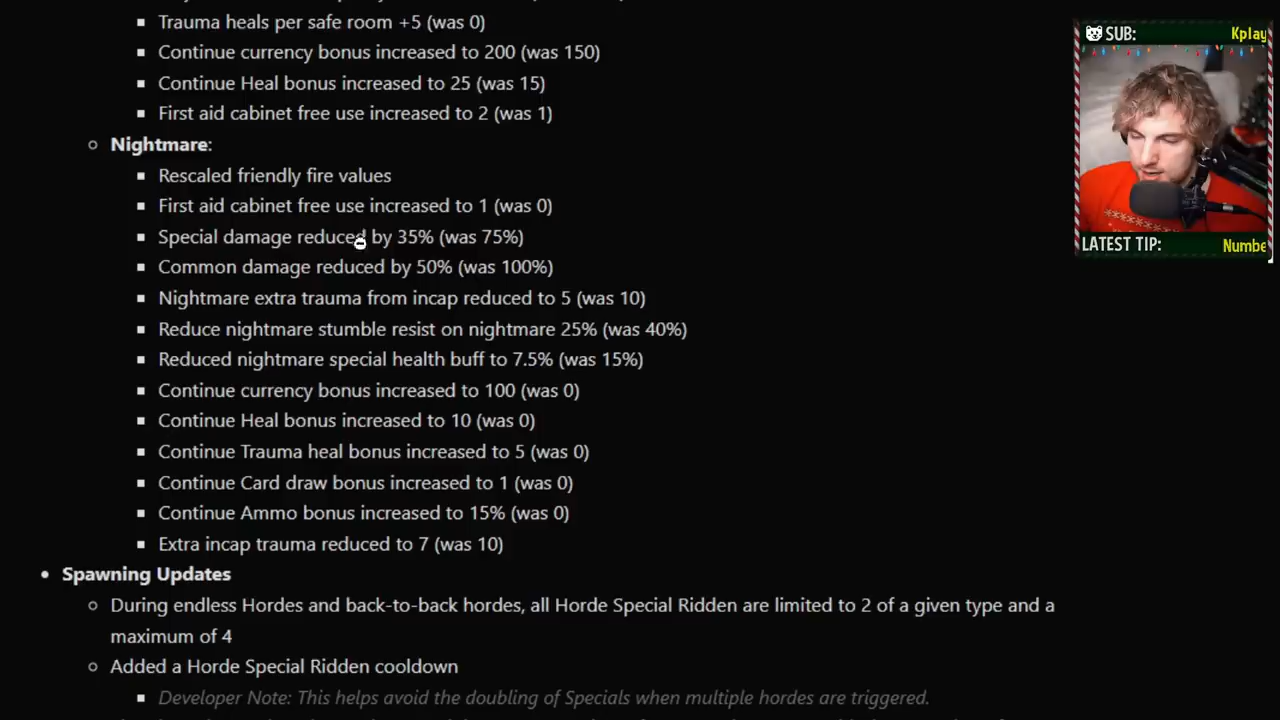 Trauma heals per safe room +5 (was 0)
Continue currency bonus increased to 200 (was 150)
Continue Heal bonus increased to 25 (was 15)
First aid cabinet free use increased to 2 (was 1)
Nightmare:
Rescaled friendly fire values
First aid cabinet free use increased to 1 (was 0)
Special damage reduced by 35% (was 75%)
Common damage reduced by 50% (was 100%)
Nightmare extra trauma from incap reduced to 5 (was 10)
Reduce nightmare stumble resist on nightmare 25% (was 40%)
Reduced nightmare special health buff to 7.5% (was 15%)
Continue currency bonus increased to 100 (was 0)
Continue Heal bonus increased to 10 (was 0)
Continue Trauma heal bonus increased to 5 (was 0)
Continue Card draw bonus increased to 1 (was 0)
Continue Ammo bonus increased to 15% (was 0)
Extra incap trauma reduced to 7 (was 10)
Spawning Updates
During endless Hordes and back-to-back hordes, all Horde Special Ridden are limited to 2 of a given type and a
maximum of 4
Added a Horde Special Ridden cooldown
Developer Note: This helps avoid the doubling of Specials when multiple hordes are triggered.
SUB: Kplay
LATEST TIP: Numbe